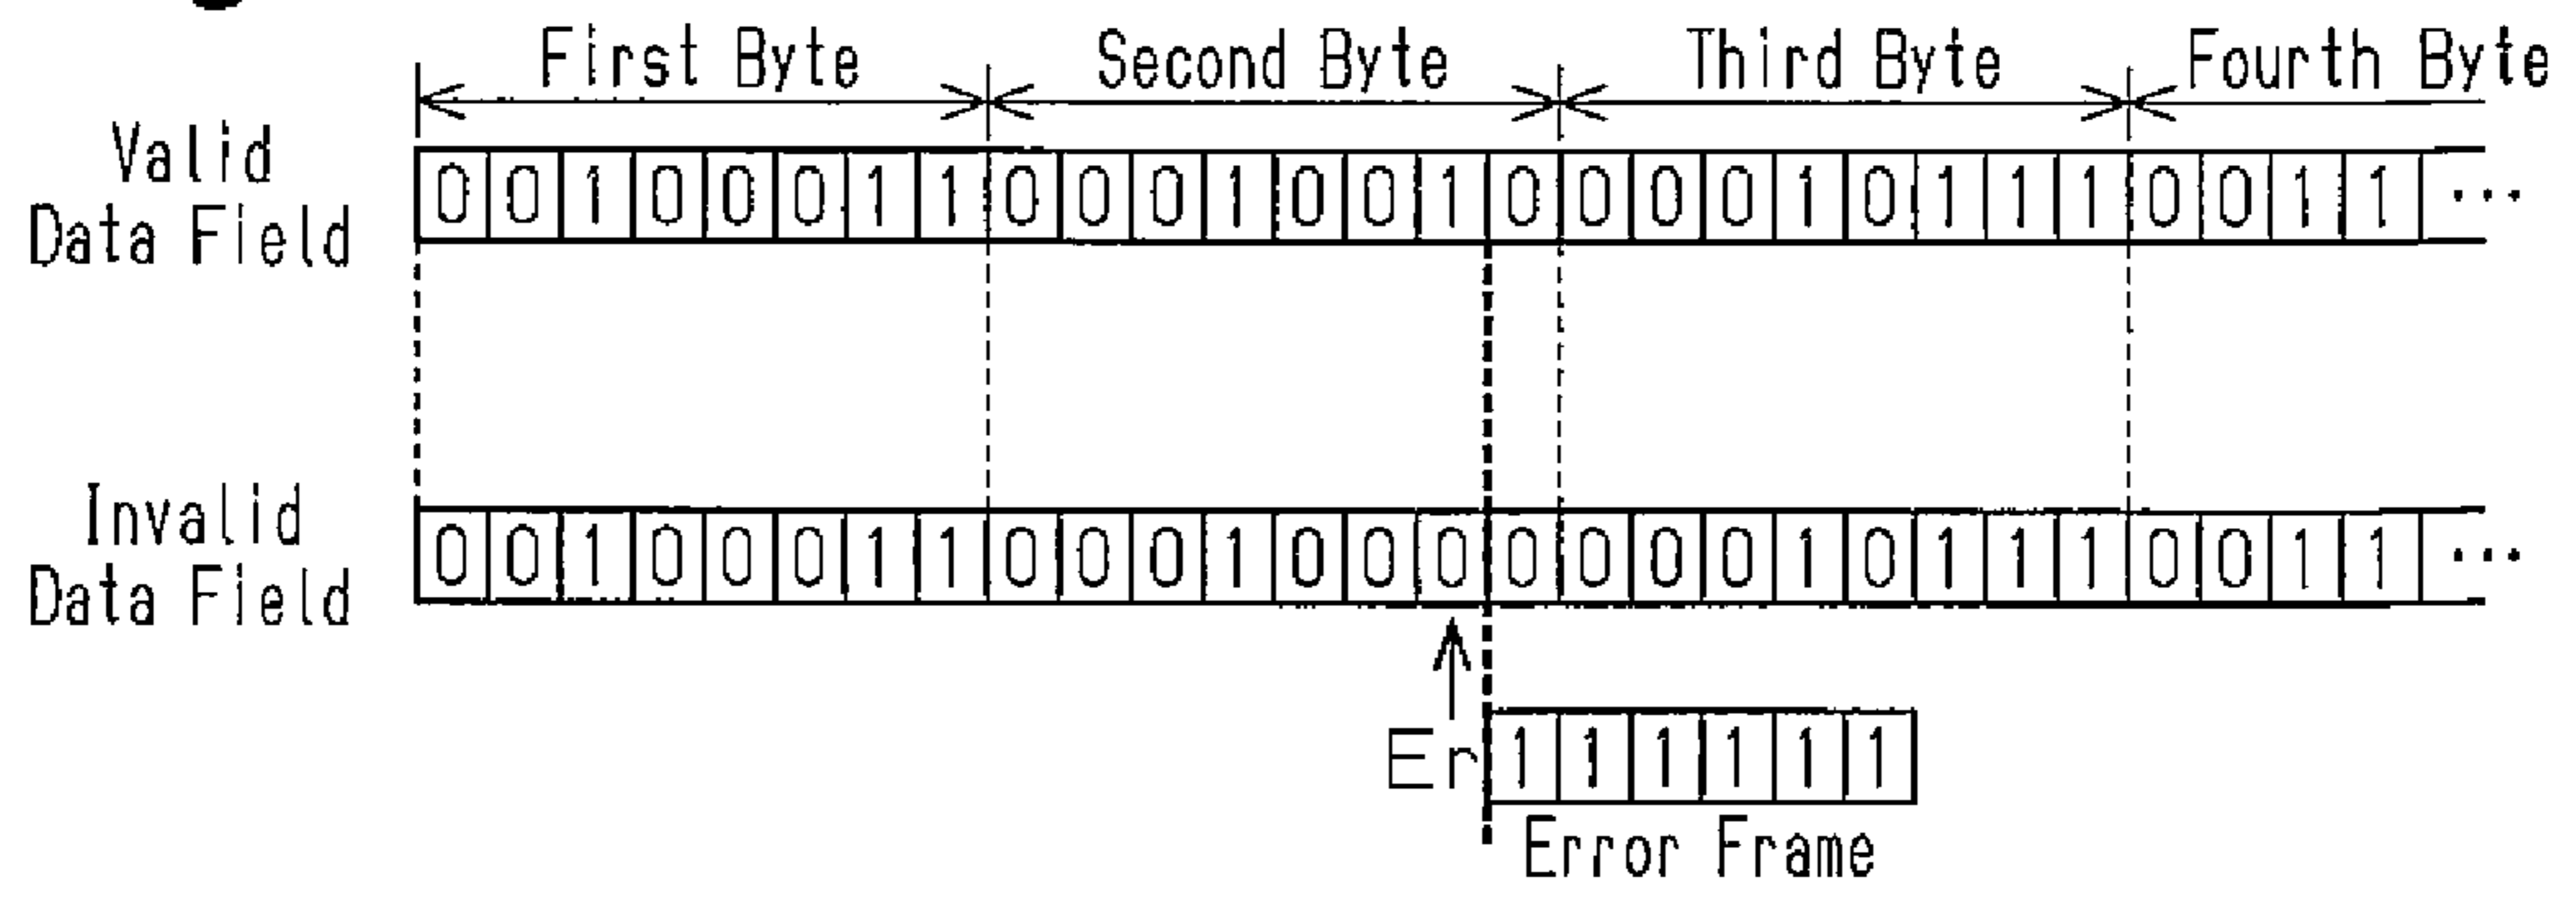 First Byte Second Byte Third Byte Fourth Byte
Valid
Data Field
0 0 1 0 0 0 1 1 0 0 0 1 0 0 1 0 0 0 0 1 0 1 1 1 0 0 1 1 ...
Invalid
Data Field
0 0 1 0 0 0 1 1 0 0 0 1 0 0 0 0 0 0 0 1 0 1 1 1 0 0 1 1 ...
Er 1 1 1 1 1 1
Error Frame